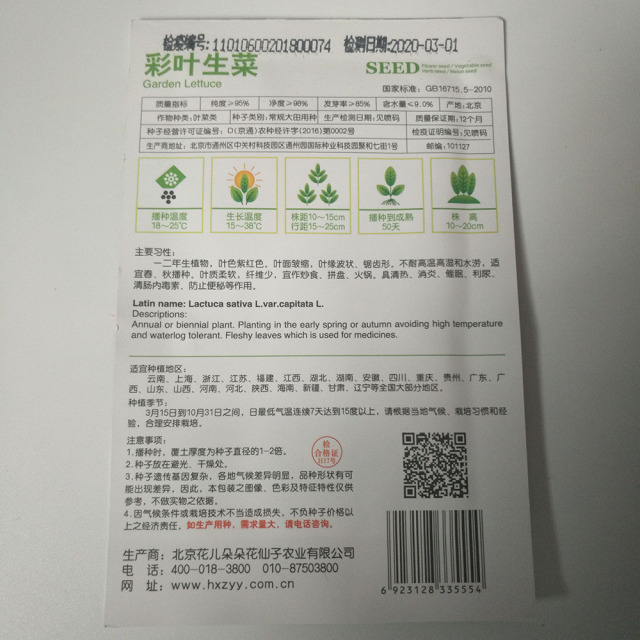 检疫编号: 11010600201800074 检测日期:2020-03-01
彩叶生菜
Garden Lettuce
SEED Flower seed / Vegetable seed
Herb seed / Melon seed
国家标准: GB16715.5-2010
质量指标 纯度≥95% 净度≥98% 发芽率≥85% 含水量≤9.0% 产地: 北京
作物种类: 叶菜类 种子类别: 常规大田用种 生产检测日期: 见喷码 质量保证期: 12个月
种子经营许可证编号: D(京通)农种经许字(2016)第0002号 检疫证明编号: 见喷码
生产商地址: 北京市通州区中关村科技园区通州园国际种业科技园聚和七街1号 邮编: 101127
播种温度
18~25℃
生长温度
15~38℃
株距10~15cm
行距15~25cm
播种到成熟
50天
株 高
10~20cm
主要习性:
一二年生植物，叶色紫红色、叶面皱缩，叶缘波状、锯齿形。不耐高温高湿和水涝，适
宜春、秋播种。叶质柔软，纤维少，宜作炒食、拼盘、火锅。具清热、消炎、催眠、利尿、
清肠内毒素、防止便秘等作用。
Latin name: Lactuca sativa L.var.capitata L.
Descriptions:
Annual or biennial plant. Planting in the early spring or autumn avoiding high temperature
and waterlog tolerant. Fleshy leaves which is used for medicines.
适宜种植地区:
云南、上海、浙江、江苏、福建、江西、湖北、湖南、安徽、四川、重庆、贵州、广东、广
西、山东、山西、河南、河北、陕西、海南、新疆、甘肃、辽宁等全国大部分地区。
种植季节:
3月15日到10月31日之间，日最低气温连续7天达到15度以上，请根据当地气候、栽培习惯和经
验，合理安排栽培。
注意事项:
1.播种时，覆土厚度为种子直径的1-2倍。
2.种子放在避光、干燥处。
3.种子遗传基因复杂，各地气候差异明显，品种形状有可
能出现差异，因此，本包装之图像、色彩及特征特性仅供
参考，不做实物之依据。
4.因气候条件或栽培技术不当造成损失，不负种子价格以
上之经济责任，如生产用种，需求量大，请电话咨询。
检
合格证
生产商: 北京花儿朵朵花仙子农业有限公司
电 话: 400-018-3800 010-87503800
网 址: www.hxzyy.com.cn
6 923128 335554